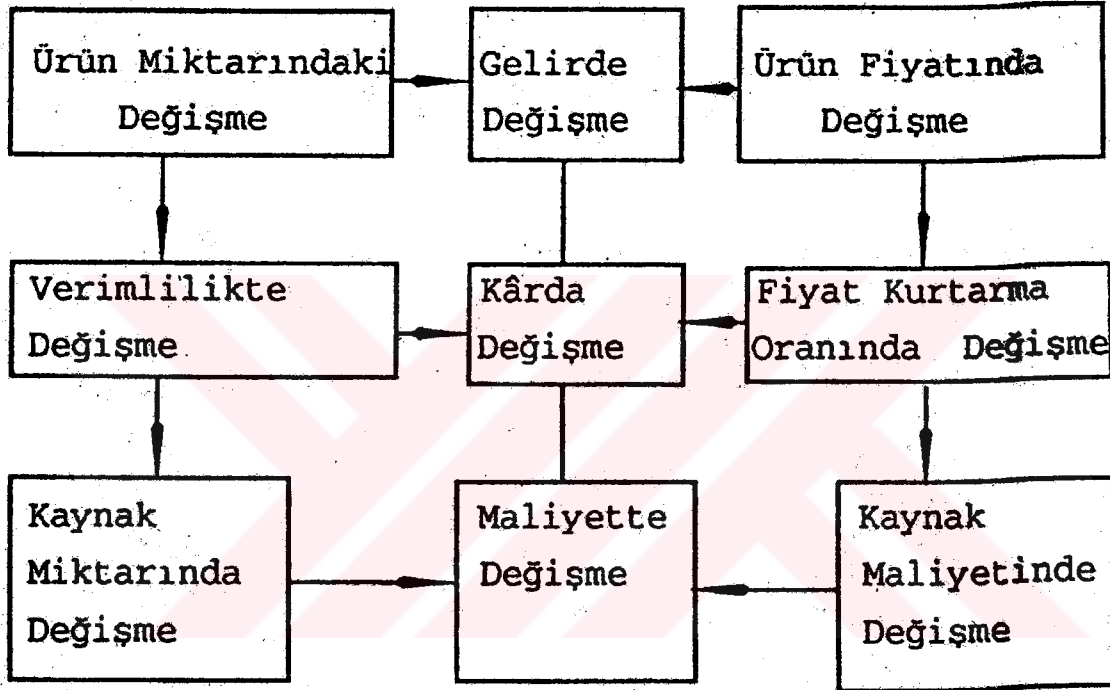 Ürün Miktarındaki
Değişme
Gelirde
Değişme
Ürün Fiyatında
Değişme
Verimlilikte
Değişme
Kârda
Değişme
Fiyat Kurtarma
Oranında Değişme
Kaynak
Miktarında
Değişme
Maliyette
Değişme
Kaynak
Maliyetinde
Değişme